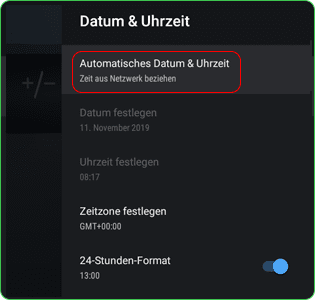 Datum & Uhrzeit
+/-
Automatisches Datum & Uhrzeit
Zeit aus Netzwerk beziehen
Datum festlegen
11. November 2019
Uhrzeit festlegen
08:17
Zeitzone festlegen
GMT+00:00
24-Stunden-Format
13:00